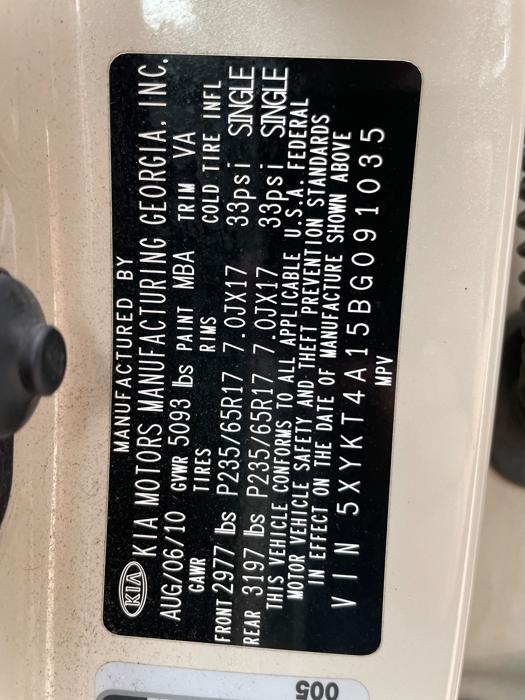 MANUFACTURED BY
KIA KIA MOTORS MANUFACTURING GEORGIA, INC.
AUG/06/10 GVWR 5093 lbs PAINT MBA TRIM VA
GAWR TIRES RIMS COLD TIRE INFL
FRONT 2977 lbs P235/65R17 7.0JX17 33psi SINGLE
REAR 3197 lbs P235/65R17 7.0JX17 33psi SINGLE
THIS VEHICLE CONFORMS TO ALL APPLICABLE U.S.A. FEDERAL
MOTOR VEHICLE SAFETY AND THEFT PREVENTION STANDARDS
IN EFFECT ON THE DATE OF MANUFACTURE SHOWN ABOVE
VIN 5XYKT4A15BG091035
MPV
005